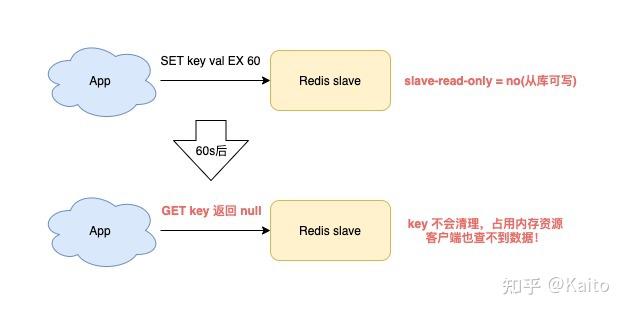 App
SET key val EX 60
Redis slave
slave-read-only = no(从库可写)
60s后
App
GET key 返回 null
Redis slave
key 不会清理，占用内存资源
客户端也查不到数据！
知乎 @Kaito